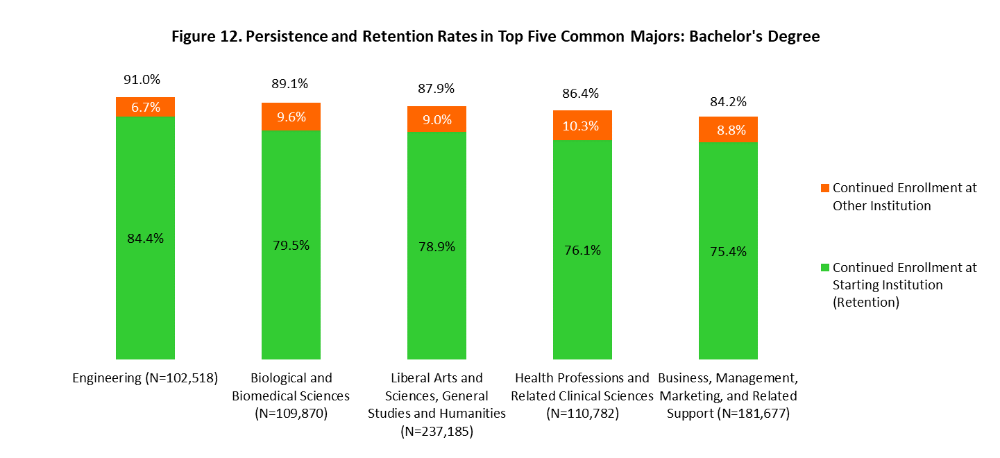 Figure 12. Persistence and Retention Rates in Top Five Common Majors: Bachelor's Degree
91.0%
89.1%
87.9%
86.4%
84.2%
6.7%
9.6%
9.0%
10.3%
8.8%
84.4%
79.5%
78.9%
76.1%
75.4%
Continued Enrollment at
Other Institution
Continued Enrollment at
Starting Institution
(Retention)
Engineering (N=102,518)
Biological and
Biomedical Sciences
(N=109,870)
Liberal Arts and
Sciences, General
Studies and Humanities
(N=237,185)
Health Professions and
Related Clinical Sciences
(N=110,782)
Business, Management,
Marketing, and Related
Support (N=181,677)